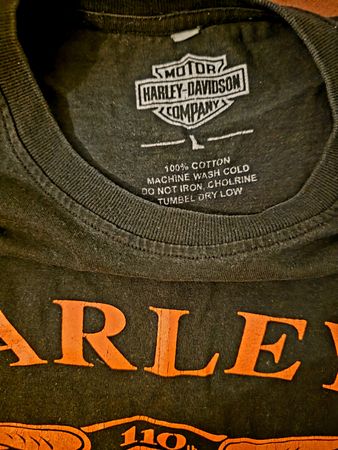 MOTOR
HARLEY-DAVIDSON
COMPANY
L
100% COTTON
MACHINE WASH COLD
DO NOT IRON, CHOLRINE
TUMBEL DRY LOW
ARLEY
110